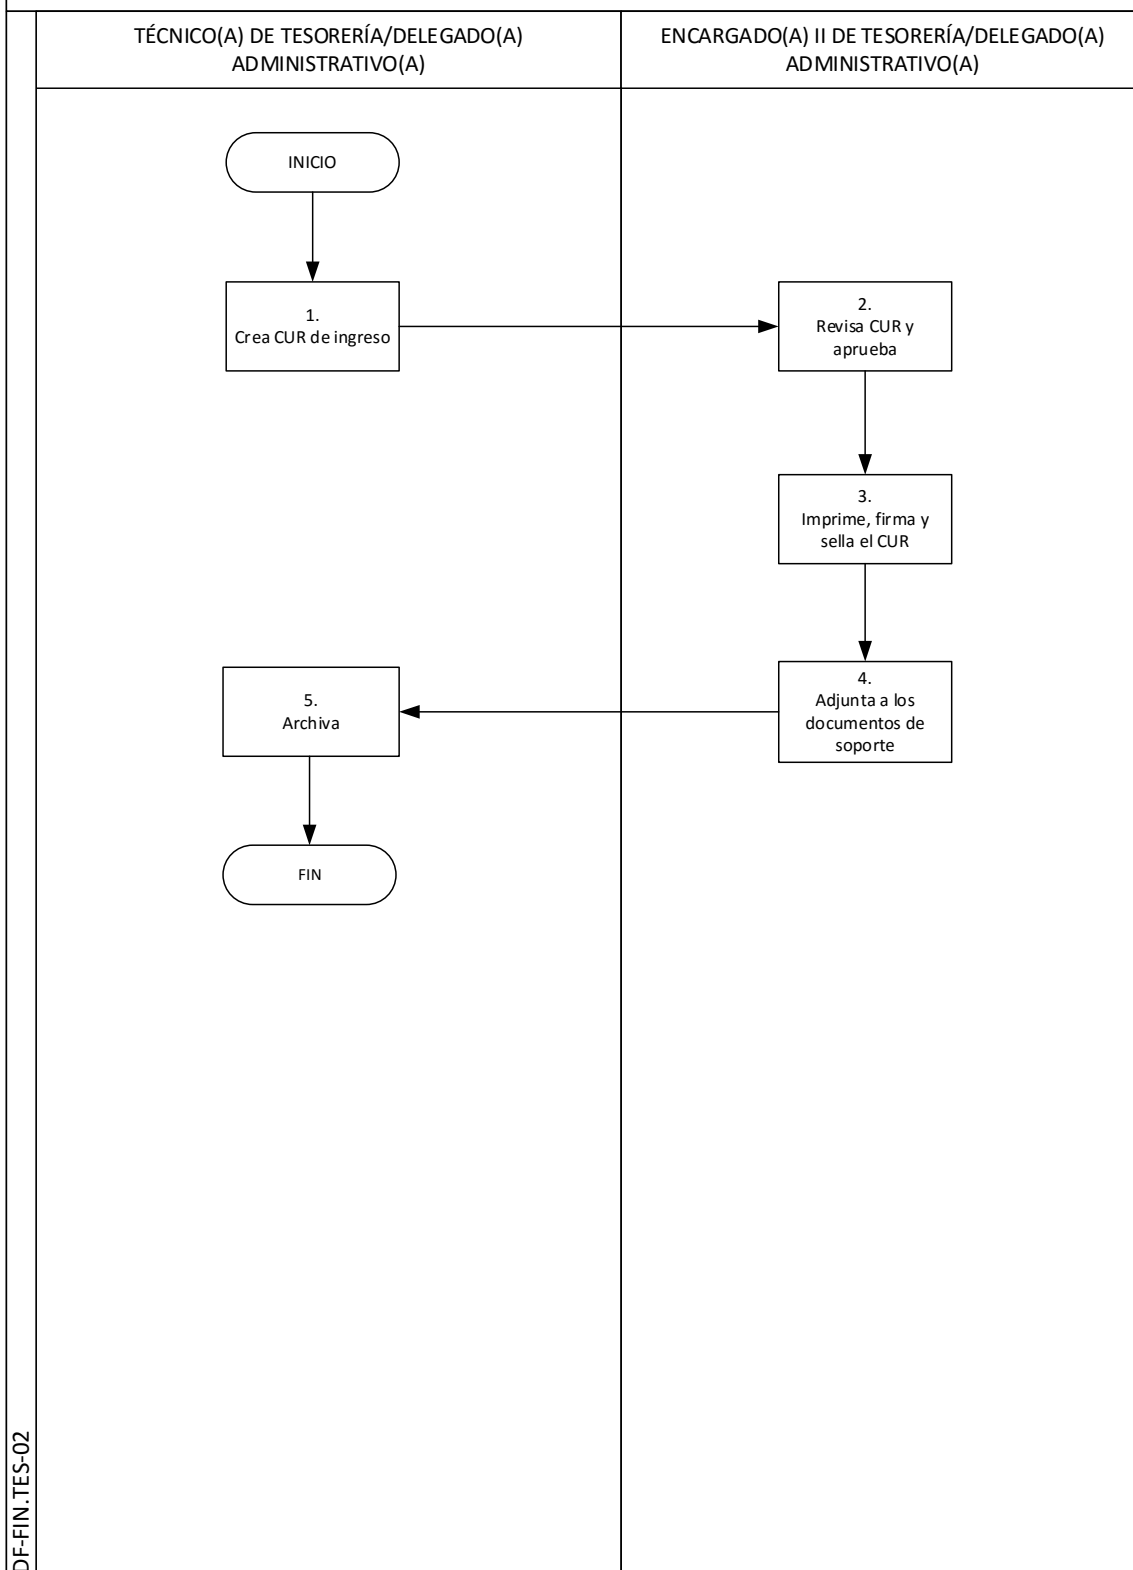 TÉCNICO(A) DE TESORERÍA/DELEGADO(A)
ADMINISTRATIVO(A)
ENCARGADO(A) II DE TESORERÍA/DELEGADO(A)
ADMINISTRATIVO(A)
INICIO
1.
Crea CUR de ingreso
2.
Revisa CUR y
aprueba
3.
Imprime, firma y
sella el CUR
4.
Adjunta a los
documentos de
soporte
5.
Archiva
FIN
DF-FIN.TES-02